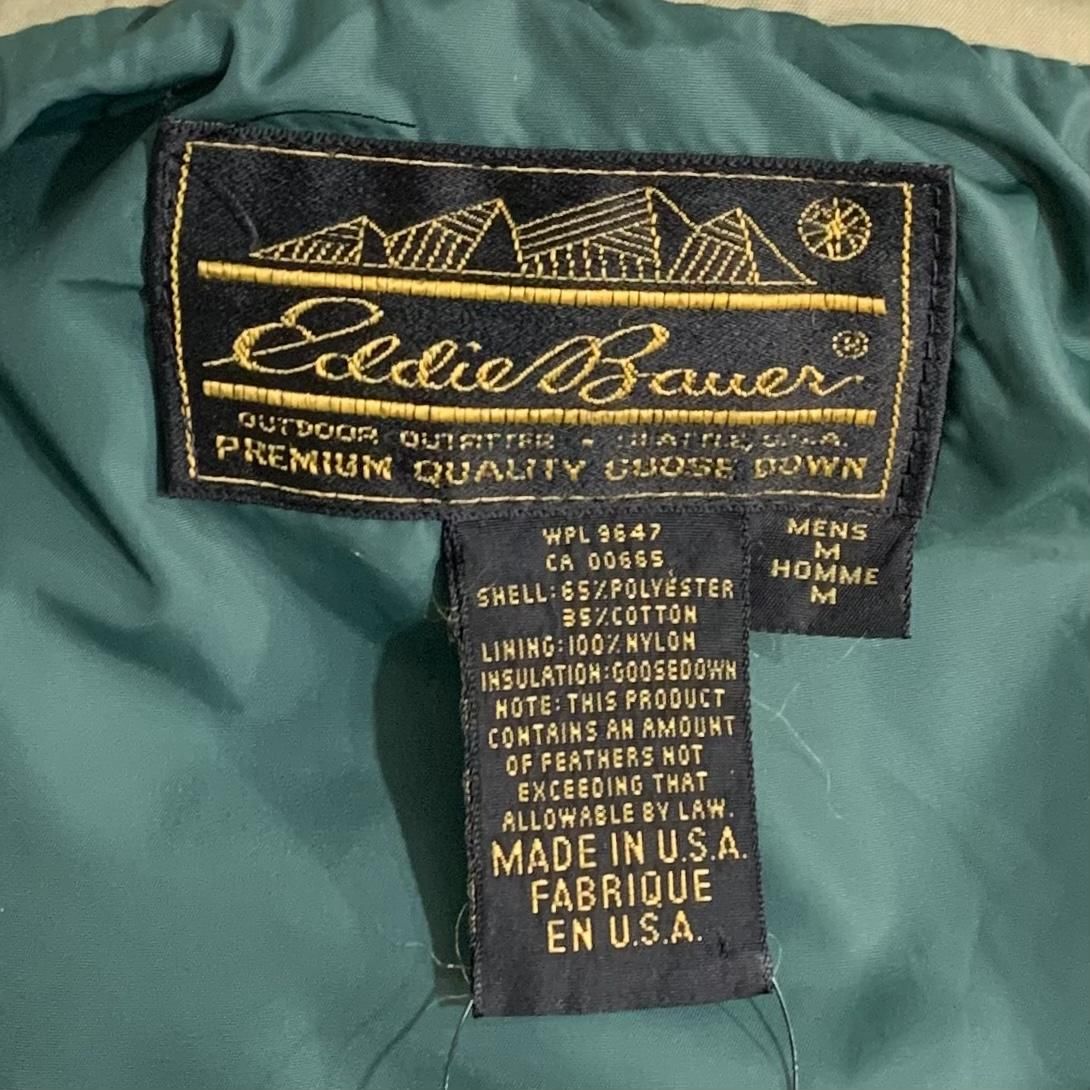 Eddie Bauer®
OUTDOOR OUTFITTER - SEATTLE, U.S.A.
PREMIUM QUALITY GOOSE DOWN
WPL 9647
CA 00665
SHELL: 65% POLYESTER
35% COTTON
LINING: 100% NYLON
INSULATION: GOOSEDOWN
NOTE: THIS PRODUCT
CONTAINS AN AMOUNT
OF FEATHERS NOT
EXCEEDING THAT
ALLOWABLE BY LAW.
MADE IN U.S.A.
FABRIQUE
EN U.S.A.
MENS
M
HOMME
M